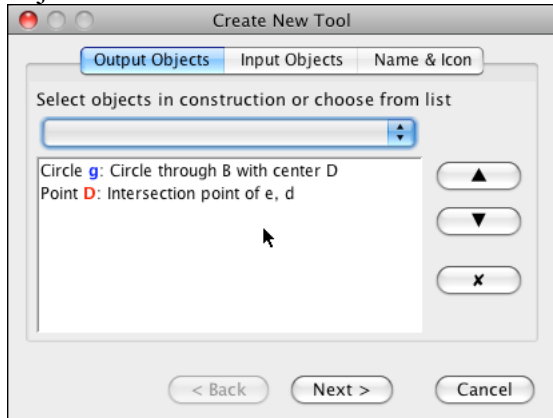 Create New Tool
Output Objects Input Objects Name & Icon
Select objects in construction or choose from list
Circle g: Circle through B with center D
Point D: Intersection point of e, d
< Back Next > Cancel